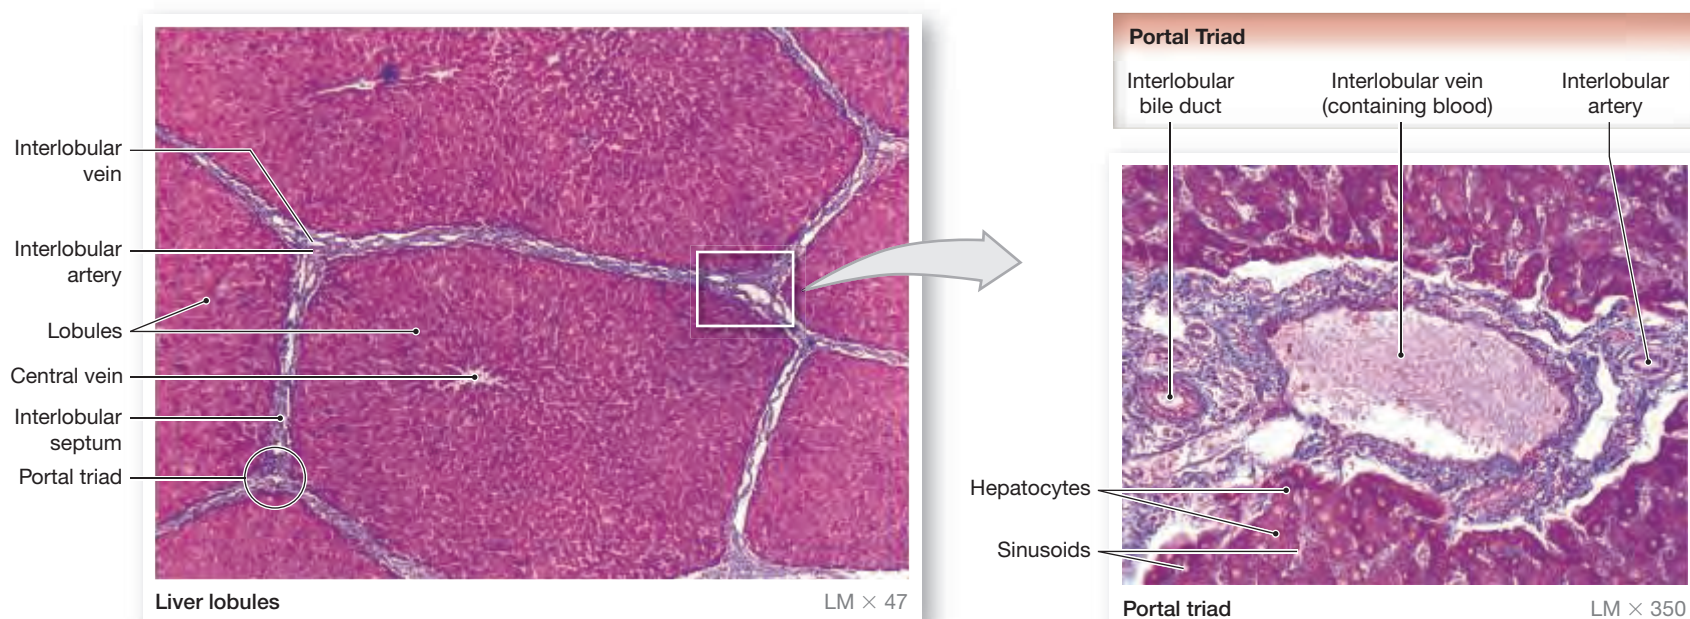 Interlobular
vein
Interlobular
artery
Lobules
Central vein
Interlobular
septum
Portal triad
Liver lobules
LM × 47
Portal Triad
Interlobular
bile duct
Interlobular vein
(containing blood)
Interlobular
artery
Hepatocytes
Sinusoids
Portal triad
LM × 350